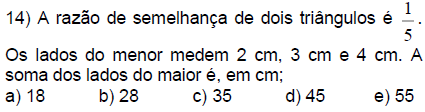 14) A razão de semelhança de dois triângulos é 1/5.
Os lados do menor medem 2 cm, 3 cm e 4 cm. A
soma dos lados do maior é, em cm;
a) 18 b) 28 c) 35 d) 45 e) 55